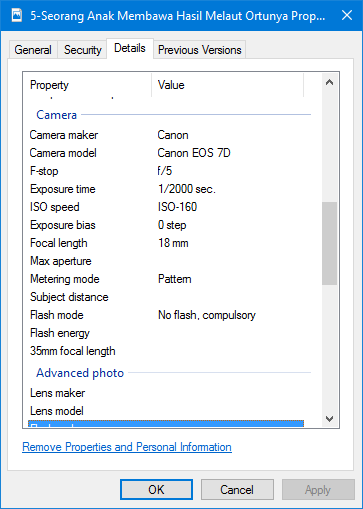 5-Seorang Anak Membawa Hasil Melaut Ortunya Prop...
General Security Details Previous Versions
Property Value
Camera
Camera maker Canon
Camera model Canon EOS 7D
F-stop f/5
Exposure time 1/2000 sec.
ISO speed ISO-160
Exposure bias 0 step
Focal length 18 mm
Max aperture
Metering mode Pattern
Subject distance
Flash mode No flash, compulsory
Flash energy
35mm focal length
Advanced photo
Lens maker
Lens model
Remove Properties and Personal Information
OK Cancel Apply